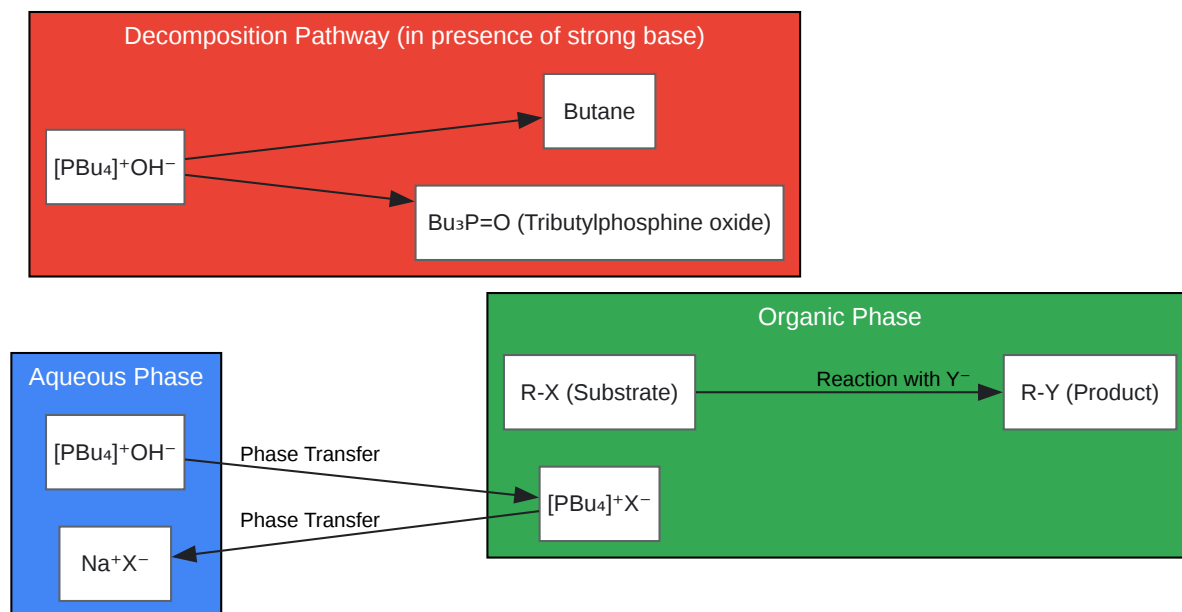 Decomposition Pathway (in presence of strong base)
Butane
[PBu₄]⁺OH⁻
Bu₃P=O (Tributylphosphine oxide)
Organic Phase
Aqueous Phase
R-X (Substrate)
Reaction with Y⁻
R-Y (Product)
[PBu₄]⁺OH⁻
Phase Transfer
[PBu₄]⁺X⁻
Phase Transfer
Na⁺X⁻